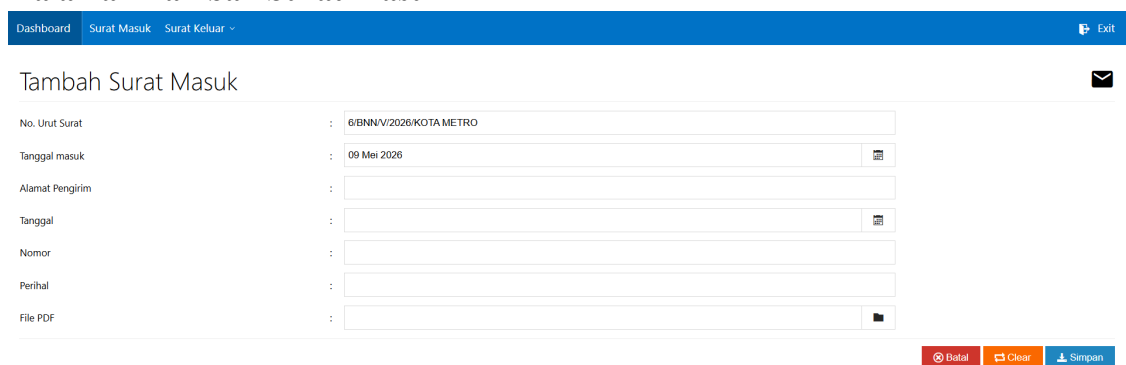 Dashboard Surat Masuk Surat Keluar Exit
Tambah Surat Masuk
No. Urut Surat : 6/BNN/V/2026/KOTA METRO
Tanggal masuk : 09 Mei 2026
Alamat Pengirim :
Tanggal :
Nomor :
Perihal :
File PDF :
Batal Clear Simpan